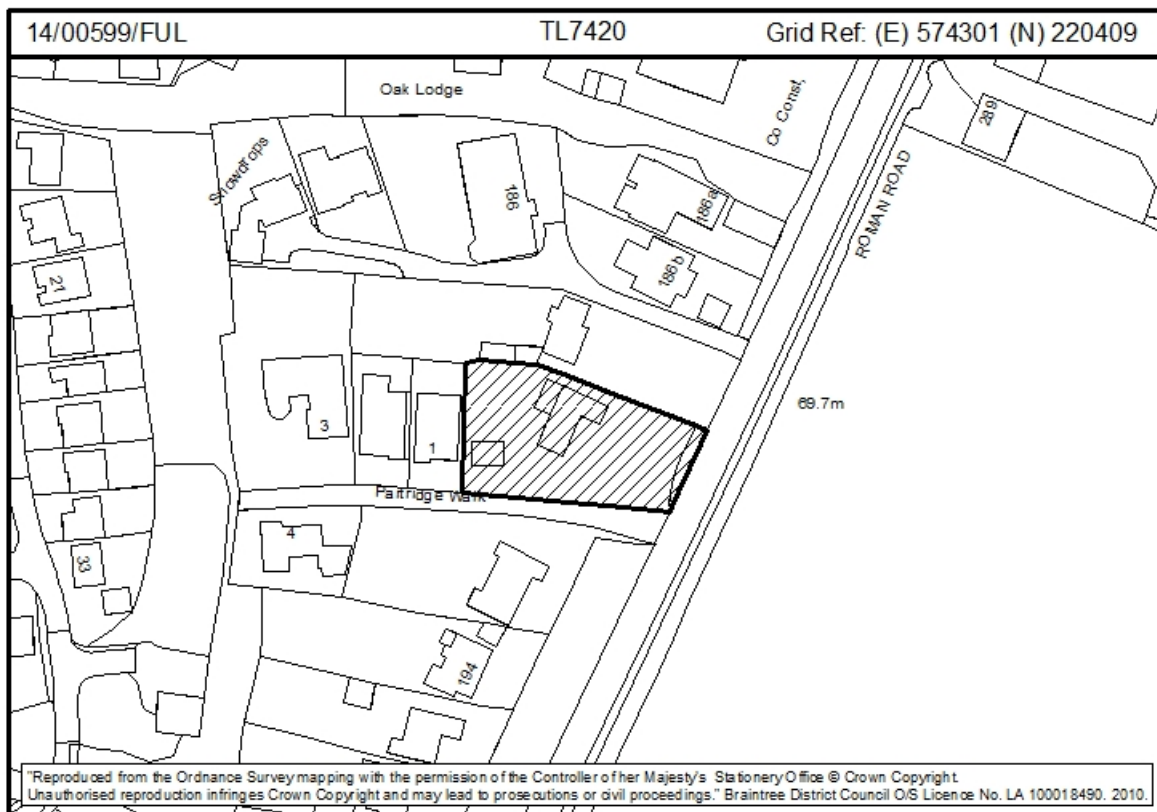 14/00599/FUL TL7420 Grid Ref: (E) 574301 (N) 220409
Oak Lodge
Co Const,
289
ROMAN ROAD
Snowdrops
186
186a
186b
21
69.7m
3
1
Partridge Walk
4
33
194
"Reproduced from the Ordnance Survey mapping with the permission of the Controller of her Majesty's Stationery Office © Crown Copyright.
Unauthorised reproduction infringes Crown Copyright and may lead to prosecutions or civil proceedings." Braintree District Council O/S Licence No. LA 100018490. 2010.